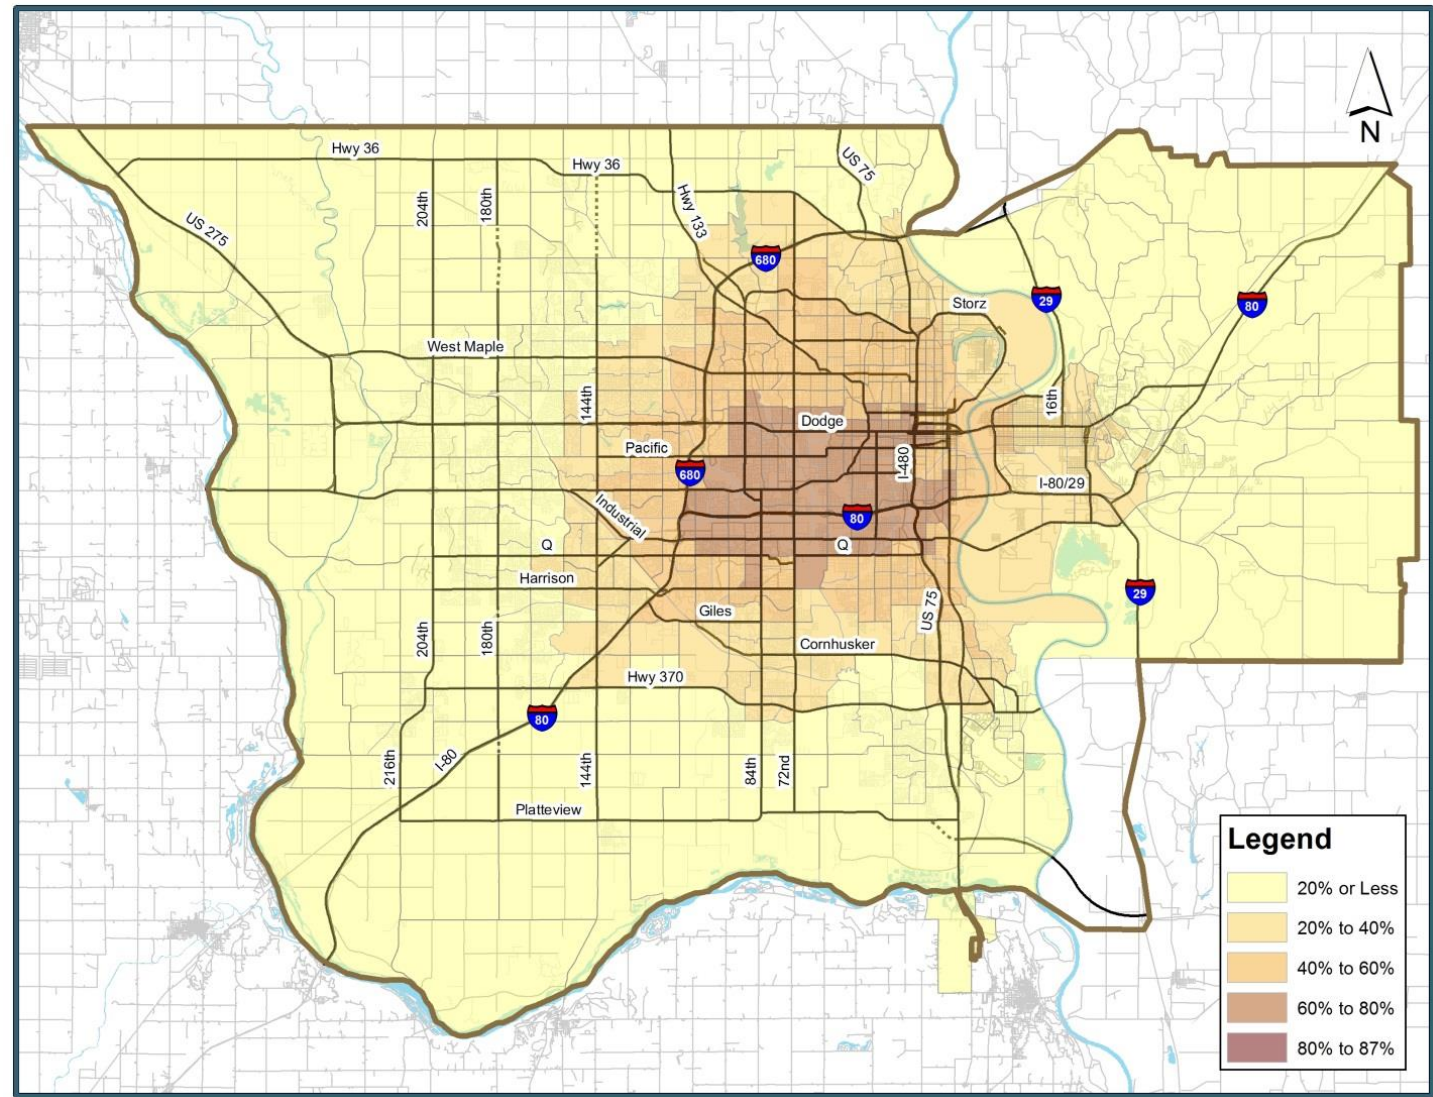 N
Hwy 36
Hwy 36
US 75
204th
180th
Hwy 133
US 275
680
29
80
Storz
West Maple
144th
16th
Dodge
Pacific
680
I-480
I-80/29
Industrial
80
Q
Q
Harrison
29
Giles
US 75
204th
180th
Cornhusker
Hwy 370
80
216th
I-80
144th
84th
72nd
Platteview
Legend
20% or Less
20% to 40%
40% to 60%
60% to 80%
80% to 87%